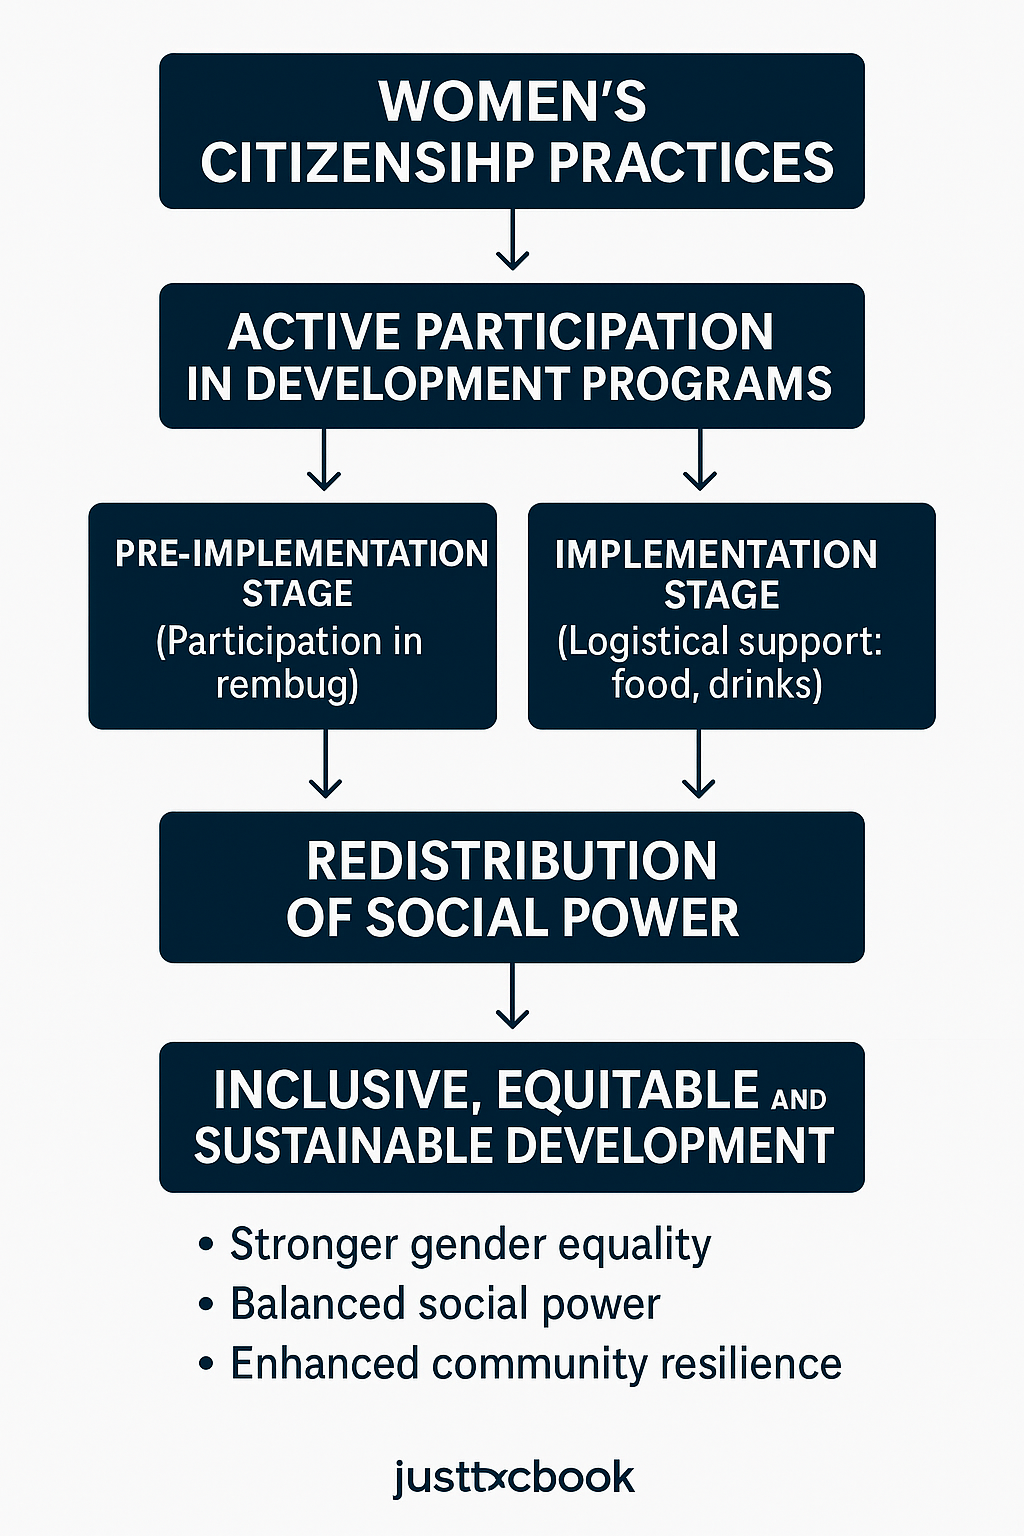 WOMEN'S
CITIZENSIHP PRACTICES
ACTIVE PARTICIPATION
IN DEVELOPMENT PROGRAMS
PRE-IMPLEMENTATION
STAGE
(Participation in
rembug)
IMPLEMENTATION
STAGE
(Logistical support:
food, drinks)
REDISTRIBUTION
OF SOCIAL POWER
INCLUSIVE, EQUITABLE AND
SUSTAINABLE DEVELOPMENT
• Stronger gender equality
• Balanced social power
• Enhanced community resilience